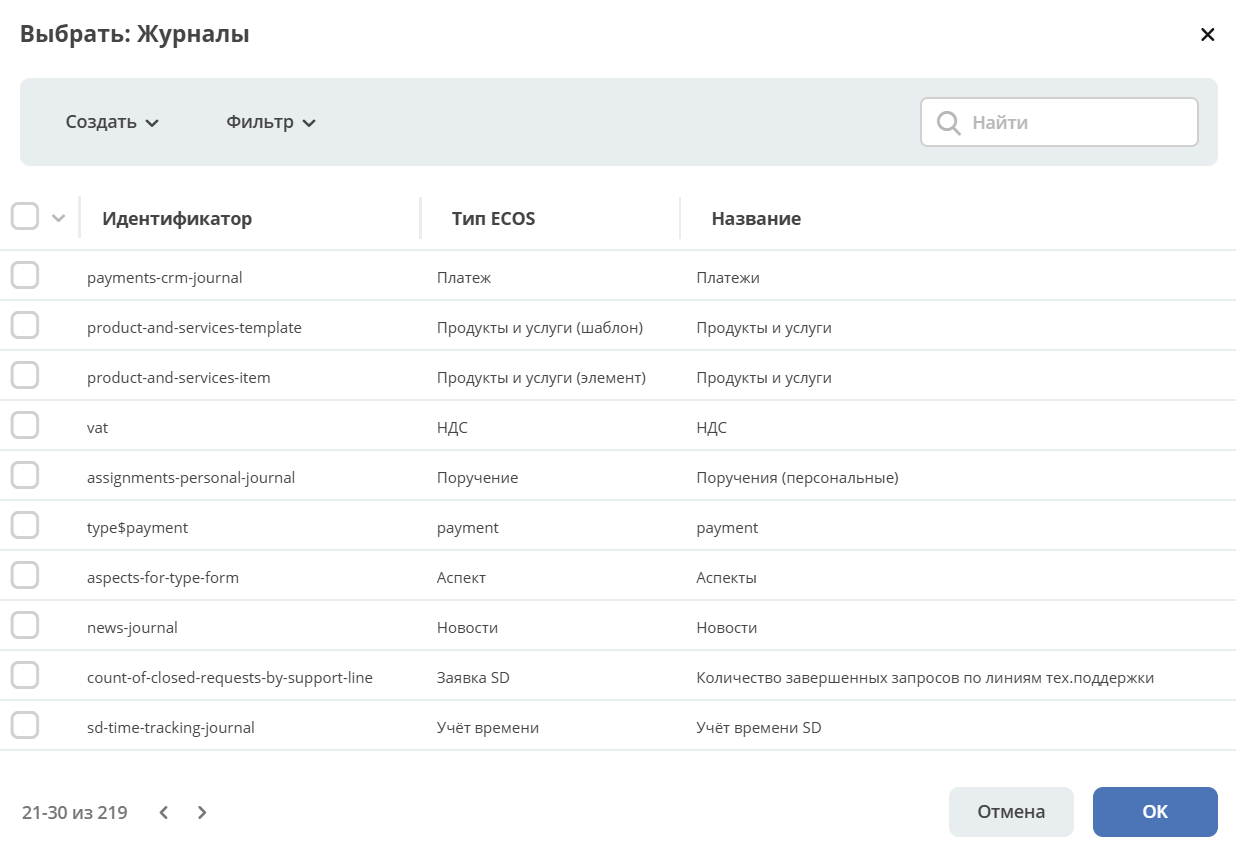 Выбрать: Журналы
Создать Фильтр Найти
Идентификатор Тип ECOS Название
payments-crm-journal Платеж Платежи
product-and-services-template Продукты и услуги (шаблон) Продукты и услуги
product-and-services-item Продукты и услуги (элемент) Продукты и услуги
vat НДС НДС
assignments-personal-journal Поручение Поручения (персональные)
type$payment payment payment
aspects-for-type-form Аспект Аспекты
news-journal Новости Новости
count-of-closed-requests-by-support-line Заявка SD Количество завершенных запросов по линиям тех.поддержки
sd-time-tracking-journal Учёт времени Учёт времени SD
21-30 из 219 Отмена OK